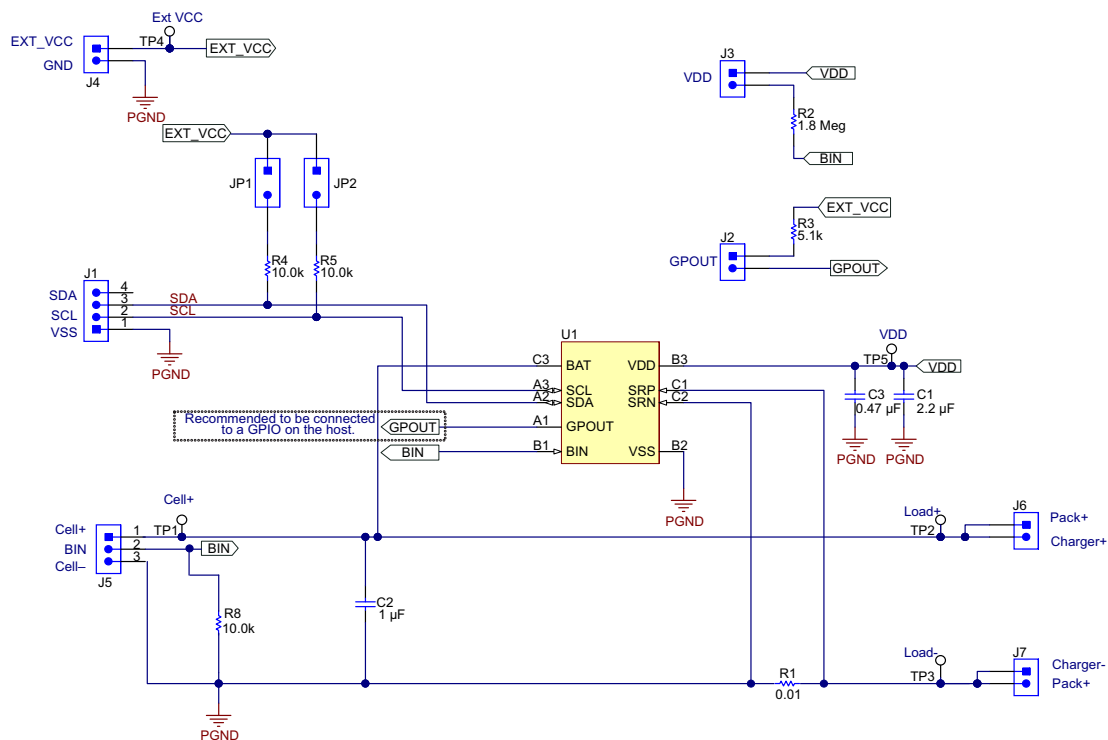 Ext VCC
EXT_VCC
TP4
EXT_VCC
GND
J4
PGND
J3
VDD
VDD
R2
1.8 Meg
BIN
EXT_VCC
JP1
JP2
R4
10.0k
R5
10.0k
EXT_VCC
R3
5.1k
J2
GPOUT
GPOUT
J1
4
SDA
3
SDA
SCL
2
SCL
VSS
1
PGND
U1
C3
BAT
VDD
B3
A3
SCL
SRP
C1
A2
SDA
SRN
C2
A1
GPOUT
B1
BIN
VSS
B2
PGND
VDD
TP5
VDD
C3
0.47 µF
C1
2.2 µF
PGND
PGND
Recommended to be connected
to a GPIO on the host.
GPOUT
BIN
Cell+
Cell+
1
TP1
BIN
2
BIN
Cell–
3
J5
R8
10.0k
C2
1 µF
PGND
Load+
TP2
J6
Pack+
Charger+
R1
0.01
Load-
TP3
J7
Charger-
Pack+